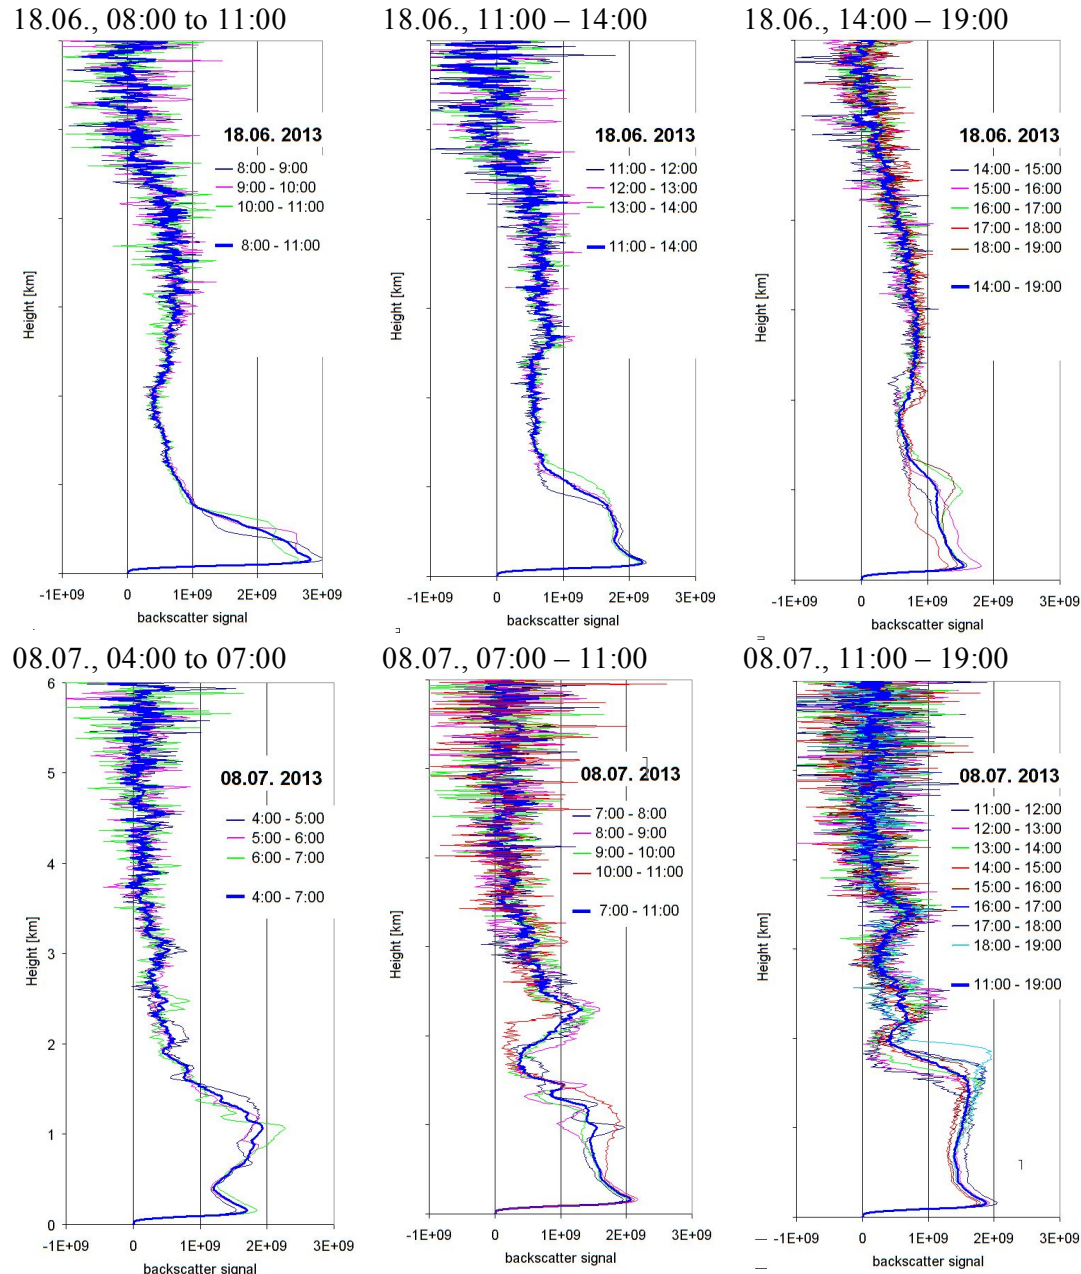 18.06., 08:00 to 11:00
18.06. 2013
8:00 - 9:00
9:00 - 10:00
10:00 - 11:00
8:00 - 11:00
Height [km]
-1E+09 0 1E+09 2E+09 3E+09
backscatter signal
18.06., 11:00 – 14:00
18.06. 2013
11:00 - 12:00
12:00 - 13:00
13:00 - 14:00
11:00 - 14:00
Height [km]
-1E+09 0 1E+09 2E+09 3E+09
backscatter signal
18.06., 14:00 – 19:00
18.06. 2013
14:00 - 15:00
15:00 - 16:00
16:00 - 17:00
17:00 - 18:00
18:00 - 19:00
14:00 - 19:00
Height [km]
-1E+09 0 1E+09 2E+09 3E+09
backscatter signal
08.07., 04:00 to 07:00
6
5
4
3
2
1
0
08.07. 2013
4:00 - 5:00
5:00 - 6:00
6:00 - 7:00
4:00 - 7:00
Height [km]
-1E+09 0 1E+09 2E+09 3E+09
backscatter signal
08.07., 07:00 – 11:00
08.07. 2013
7:00 - 8:00
8:00 - 9:00
9:00 - 10:00
10:00 - 11:00
7:00 - 11:00
Height [km]
-1E+09 0 1E+09 2E+09 3E+09
backscatter signal
08.07., 11:00 – 19:00
08.07. 2013
11:00 - 12:00
12:00 - 13:00
13:00 - 14:00
14:00 - 15:00
15:00 - 16:00
16:00 - 17:00
17:00 - 18:00
18:00 - 19:00
11:00 - 19:00
Height [km]
-1E+09 0 1E+09 2E+09 3E+09
backscatter signal